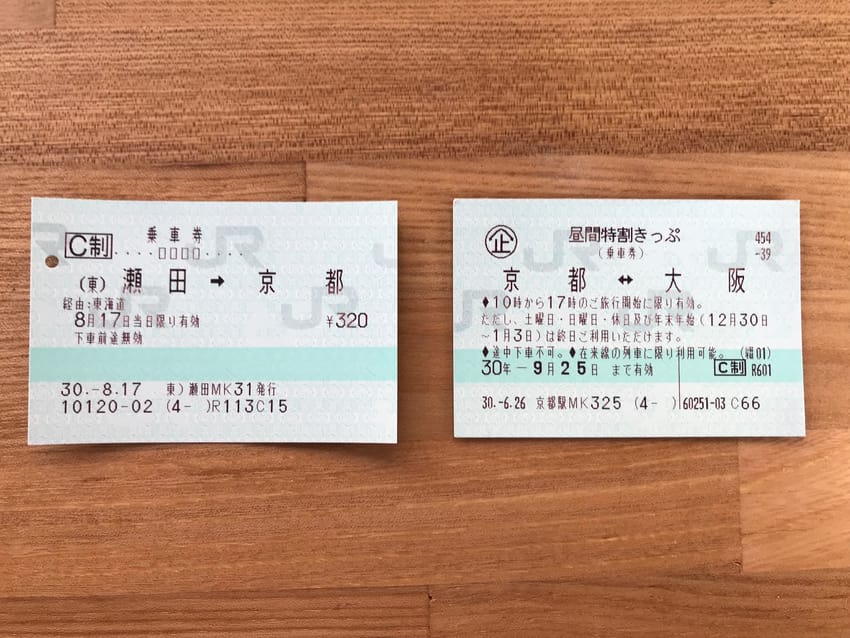 乗車券
C制 ‥‥□□□□‥‥
(東) 瀬田 → 京都
経由:東海道
8月17日当日限り有効 ¥320
下車前途無効
30.-8.17 東)瀬田MK31発行
10120-02 (4- )R113C15
企 昼間特割きっぷ 454
(乗車券) -39
京都 ↔ 大阪
♦10時から17時のご旅行開始に限り有効。
ただし、土曜日・日曜日・休日及び年末年始(12月30日
~1月3日)は終日ご利用いただけます。
♦途中下車不可。♦在来線の列車に限り利用可能。 01)
30年-9月25日 まで有効 C制 R601
30.-6.26 京都駅MK325 (4- ) 60251-03 C66
JR
JR
JR
JR
JR